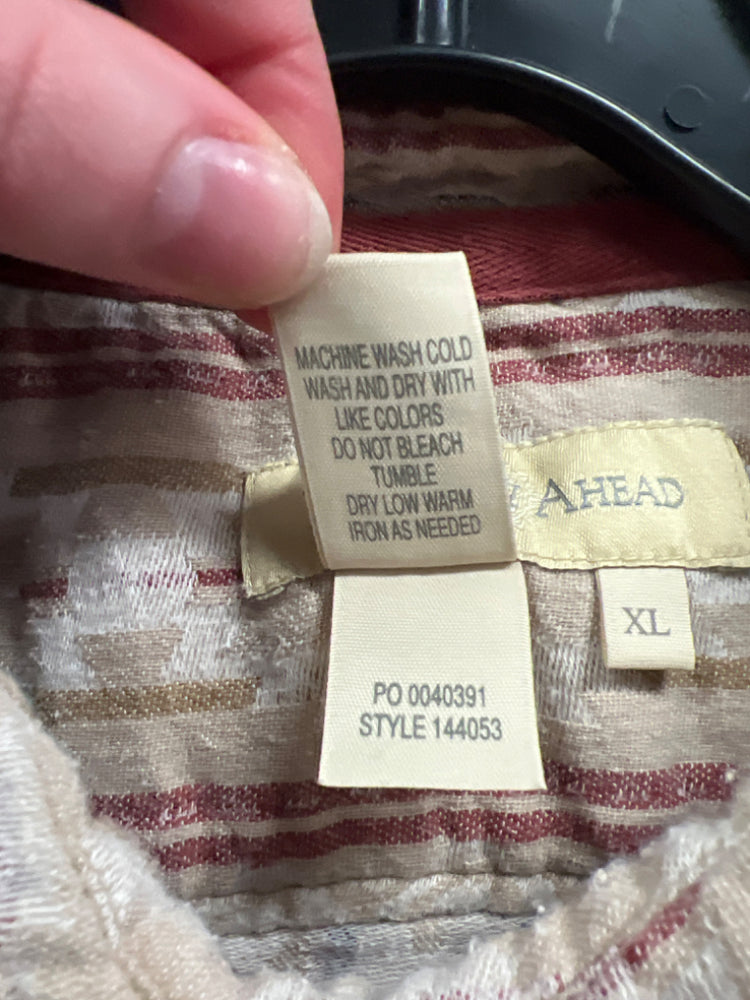 MACHINE WASH COLD
WASH AND DRY WITH
LIKE COLORS
DO NOT BLEACH
TUMBLE
DRY LOW WARM
IRON AS NEEDED
AHEAD
XL
PO 0040391
STYLE 144053